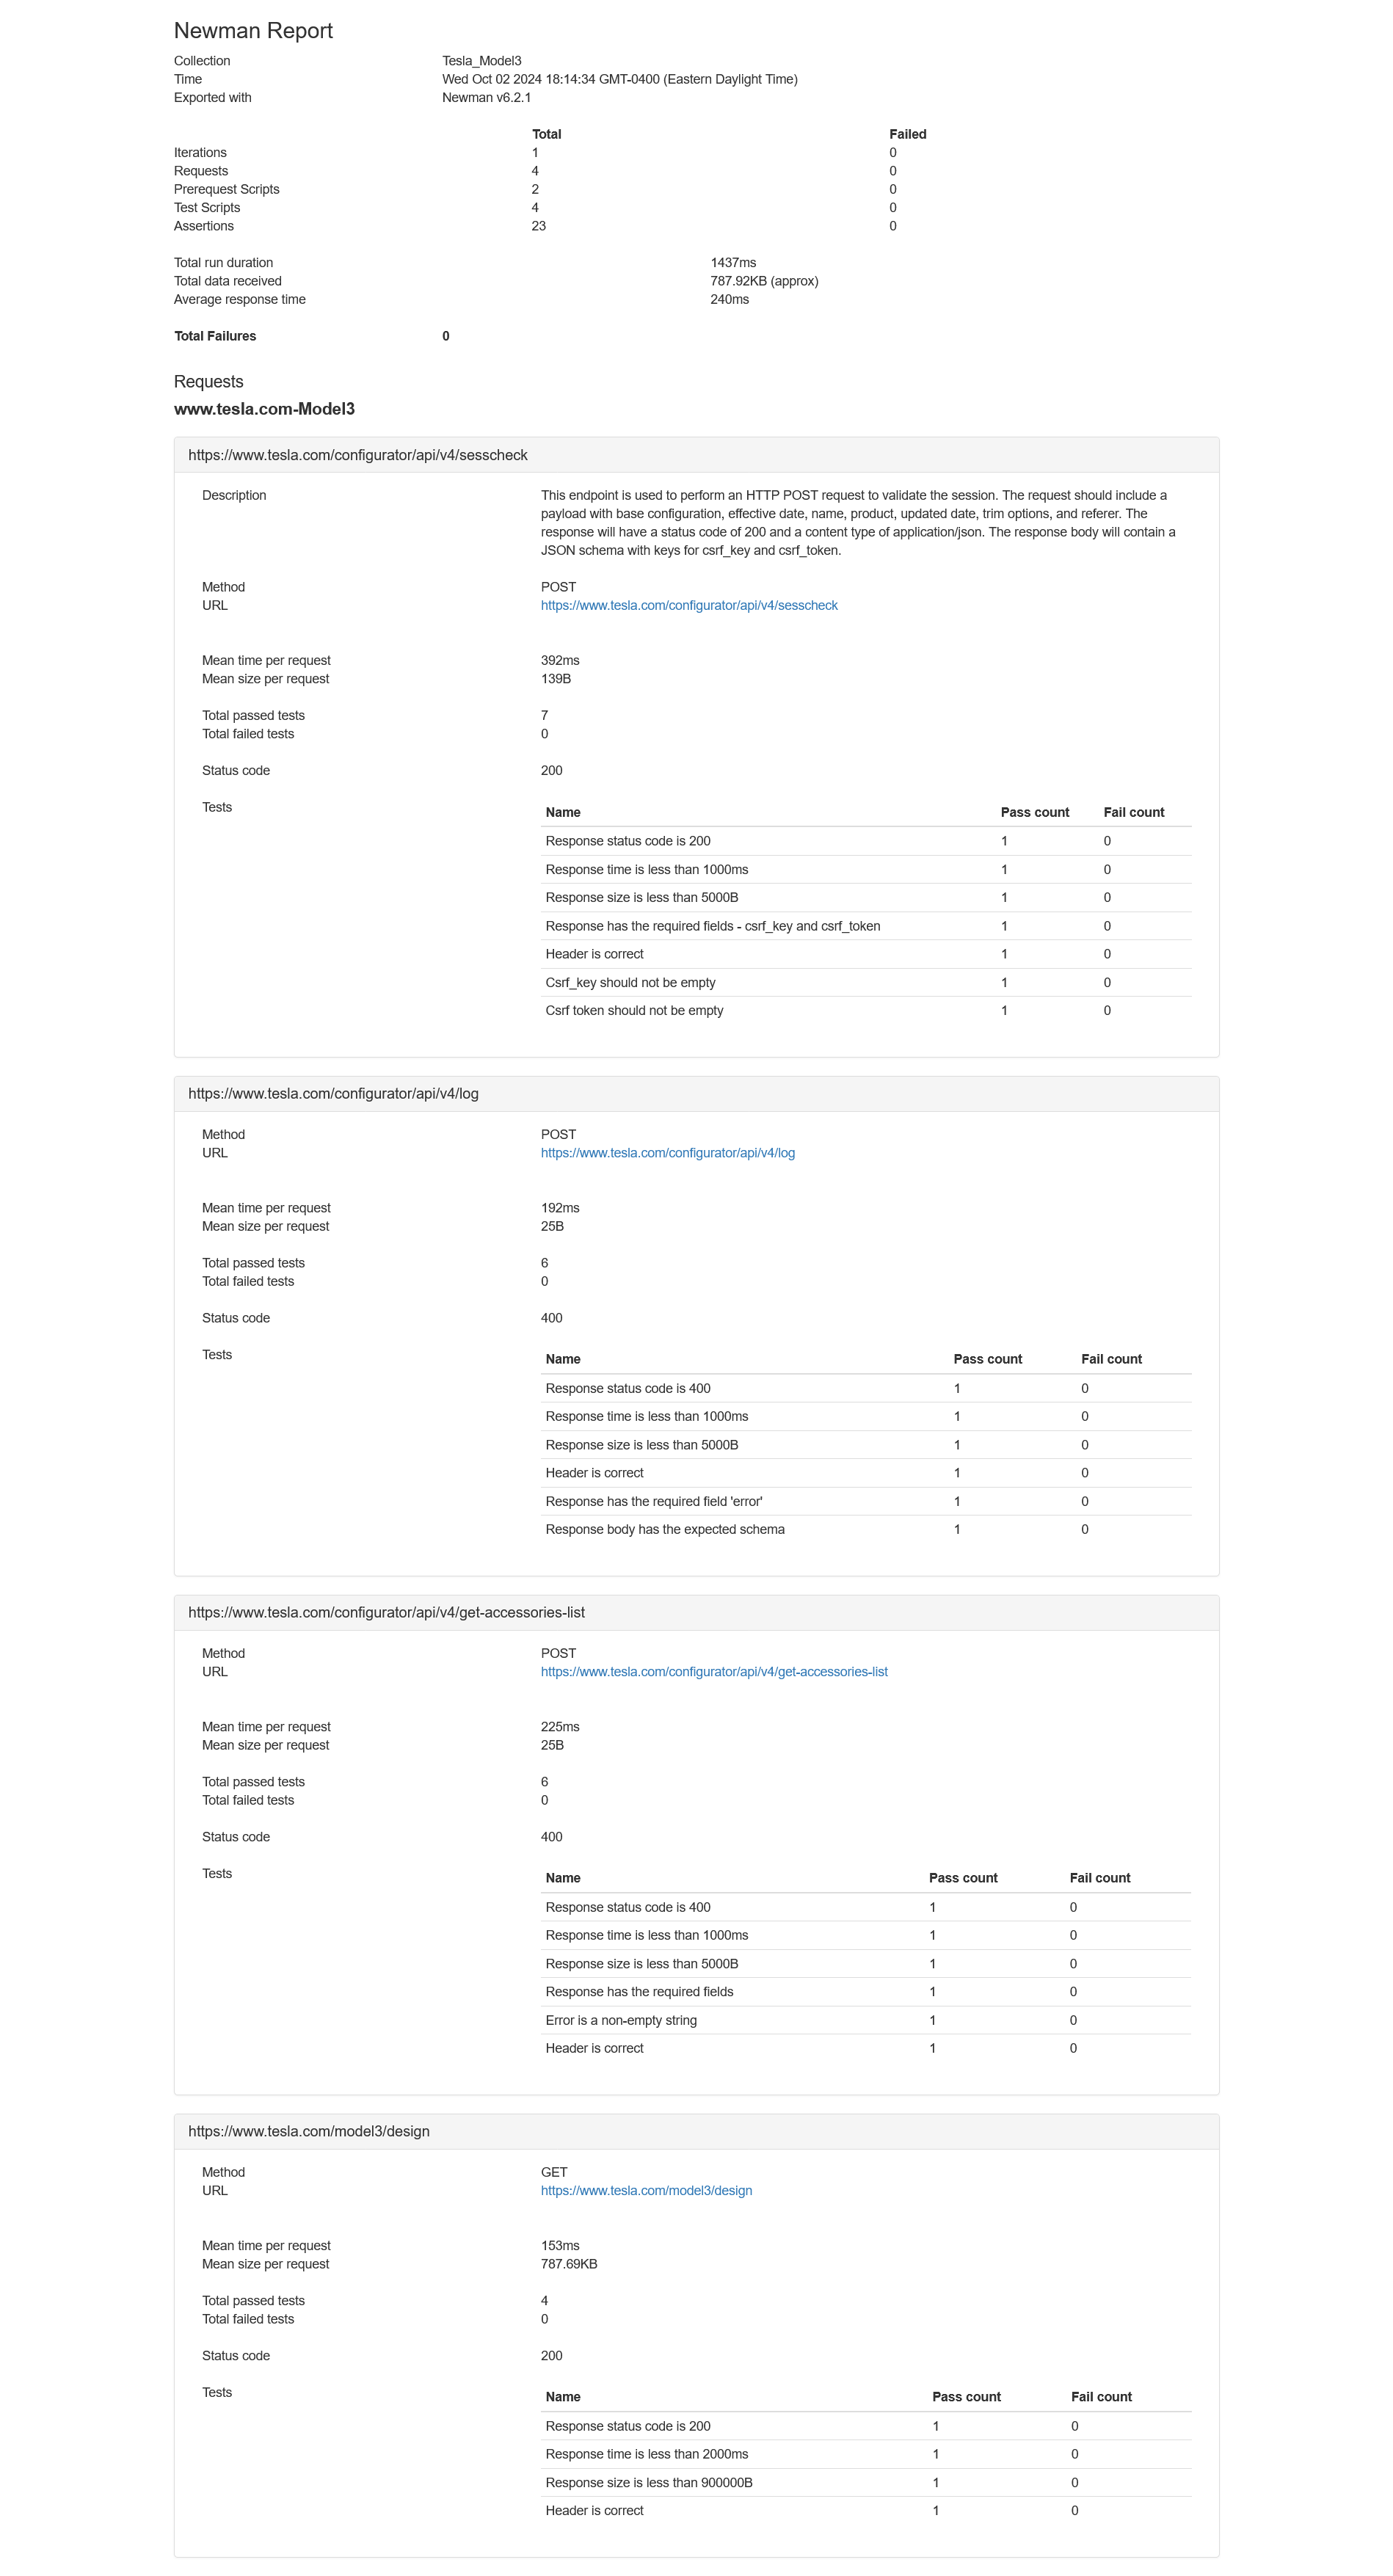 Newman Report
Collection Tesla_Model3
Time Wed Oct 02 2024 18:14:34 GMT-0400 (Eastern Daylight Time)
Exported with Newman v6.2.1
Total Failed
Iterations 1 0
Requests 4 0
Prerequest Scripts 2 0
Test Scripts 4 0
Assertions 23 0
Total run duration 1437ms
Total data received 787.92KB (approx)
Average response time 240ms
Total Failures 0
Requests
www.tesla.com-Model3
https://www.tesla.com/configurator/api/v4/sesscheck
Description This endpoint is used to perform an HTTP POST request to validate the session. The request should include a
payload with base configuration, effective date, name, product, updated date, trim options, and referer. The
response will have a status code of 200 and a content type of application/json. The response body will contain a
JSON schema with keys for csrf_key and csrf_token.
Method POST
URL https://www.tesla.com/configurator/api/v4/sesscheck
Mean time per request 392ms
Mean size per request 139B
Total passed tests 7
Total failed tests 0
Status code 200
Tests Name Pass count Fail count
Response status code is 200 1 0
Response time is less than 1000ms 1 0
Response size is less than 5000B 1 0
Response has the required fields - csrf_key and csrf_token 1 0
Header is correct 1 0
Csrf_key should not be empty 1 0
Csrf token should not be empty 1 0
https://www.tesla.com/configurator/api/v4/log
Method POST
URL https://www.tesla.com/configurator/api/v4/log
Mean time per request 192ms
Mean size per request 25B
Total passed tests 6
Total failed tests 0
Status code 400
Tests Name Pass count Fail count
Response status code is 400 1 0
Response time is less than 1000ms 1 0
Response size is less than 5000B 1 0
Header is correct 1 0
Response has the required field 'error' 1 0
Response body has the expected schema 1 0
https://www.tesla.com/configurator/api/v4/get-accessories-list
Method POST
URL https://www.tesla.com/configurator/api/v4/get-accessories-list
Mean time per request 225ms
Mean size per request 25B
Total passed tests 6
Total failed tests 0
Status code 400
Tests Name Pass count Fail count
Response status code is 400 1 0
Response time is less than 1000ms 1 0
Response size is less than 5000B 1 0
Response has the required fields 1 0
Error is a non-empty string 1 0
Header is correct 1 0
https://www.tesla.com/model3/design
Method GET
URL https://www.tesla.com/model3/design
Mean time per request 153ms
Mean size per request 787.69KB
Total passed tests 4
Total failed tests 0
Status code 200
Tests Name Pass count Fail count
Response status code is 200 1 0
Response time is less than 2000ms 1 0
Response size is less than 900000B 1 0
Header is correct 1 0